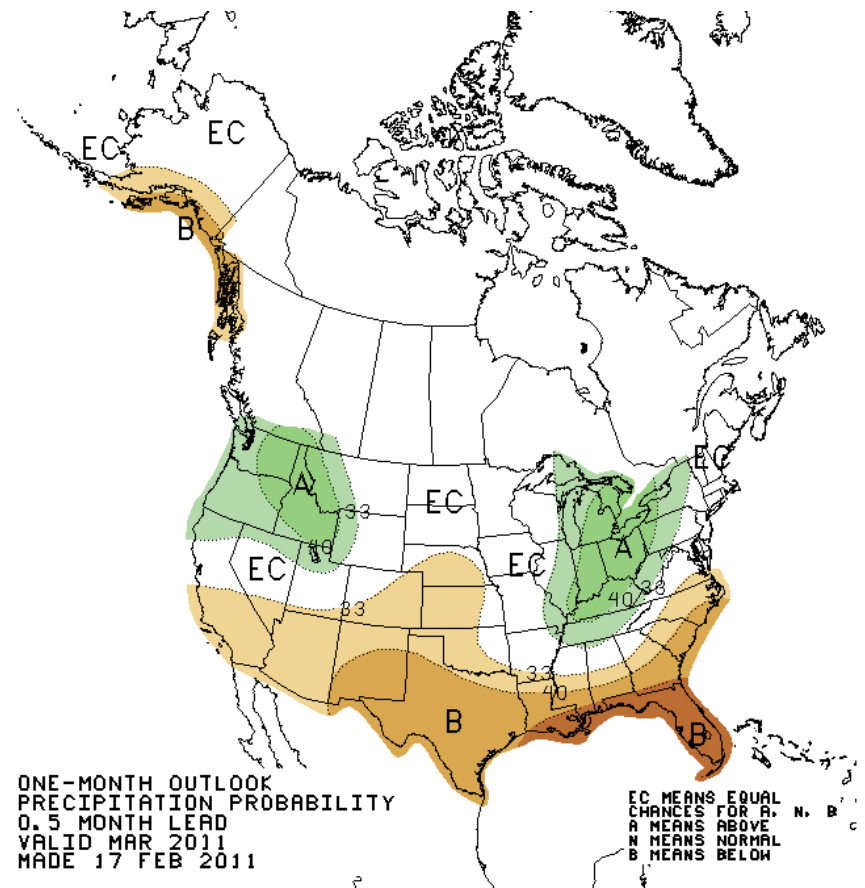 EC
EC
B
EC
A
33
EC
40
EC
EC
A
33
40
33
33
40
B
B
ONE-MONTH OUTLOOK
PRECIPITATION PROBABILITY
0.5 MONTH LEAD
VALID MAR 2011
MADE 17 FEB 2011
EC MEANS EQUAL
CHANCES FOR A, N, B
A MEANS ABOVE
N MEANS NORMAL
B MEANS BELOW